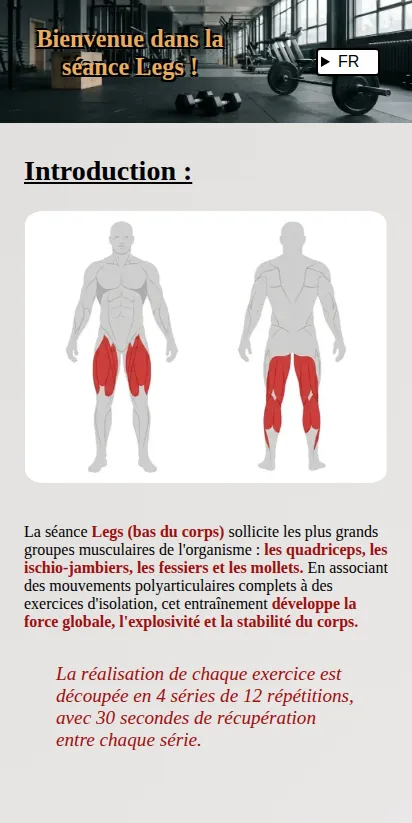 Bienvenue dans la
séance Legs !
FR
Introduction :
La séance Legs (bas du corps) sollicite les plus grands
groupes musculaires de l'organisme : les quadriceps, les
ischio-jambiers, les fessiers et les mollets. En associant
des mouvements polyarticulaires complets à des
exercices d'isolation, cet entraînement développe la
force globale, l'explosivité et la stabilité du corps.
La réalisation de chaque exercice est
découpée en 4 séries de 12 répétitions,
avec 30 secondes de récupération
entre chaque série.